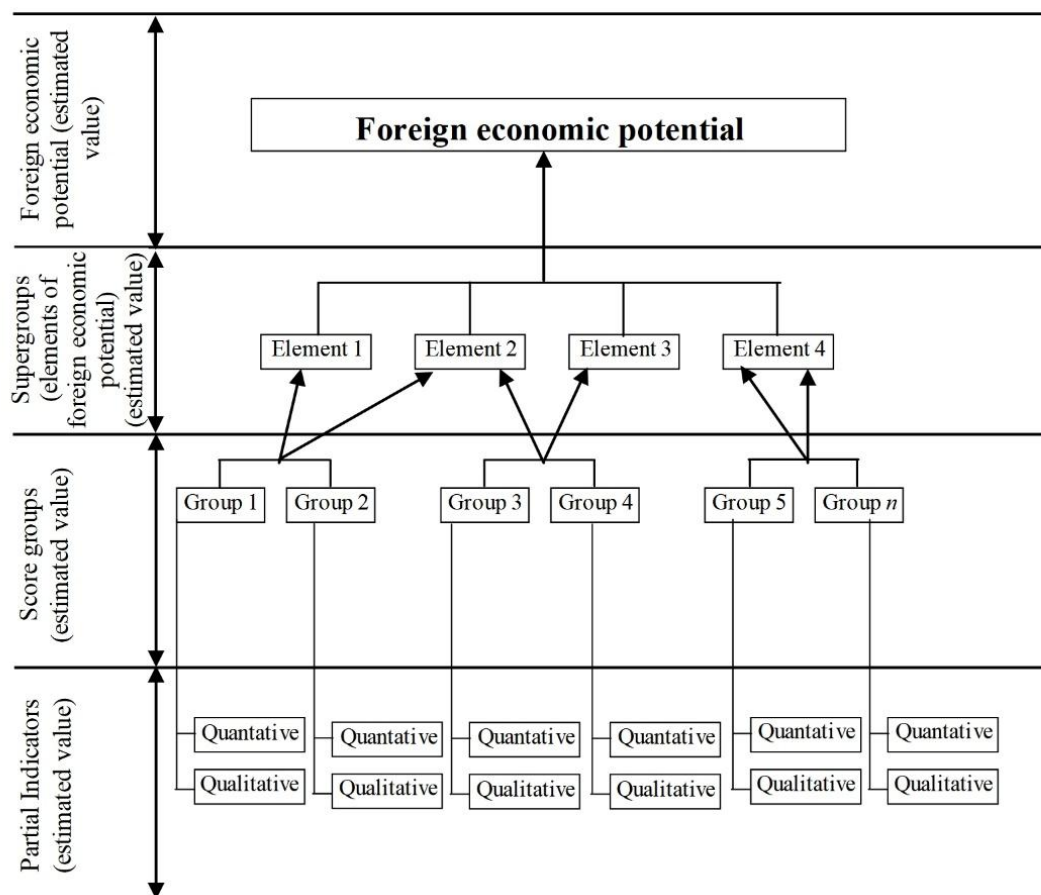 Foreign economic
potential (estimated
value)
Foreign economic potential
Supergroups
(elements of
foreign economic
potential)
(estimated value)
Element 1
Element 2
Element 3
Element 4
Score groups
(estimated value)
Group 1
Group 2
Group 3
Group 4
Group 5
Group n
Partial Indicators
(estimated value)
Quantative
Quantative
Quantative
Quantative
Quantative
Quantative
Qualitative
Qualitative
Qualitative
Qualitative
Qualitative
Qualitative